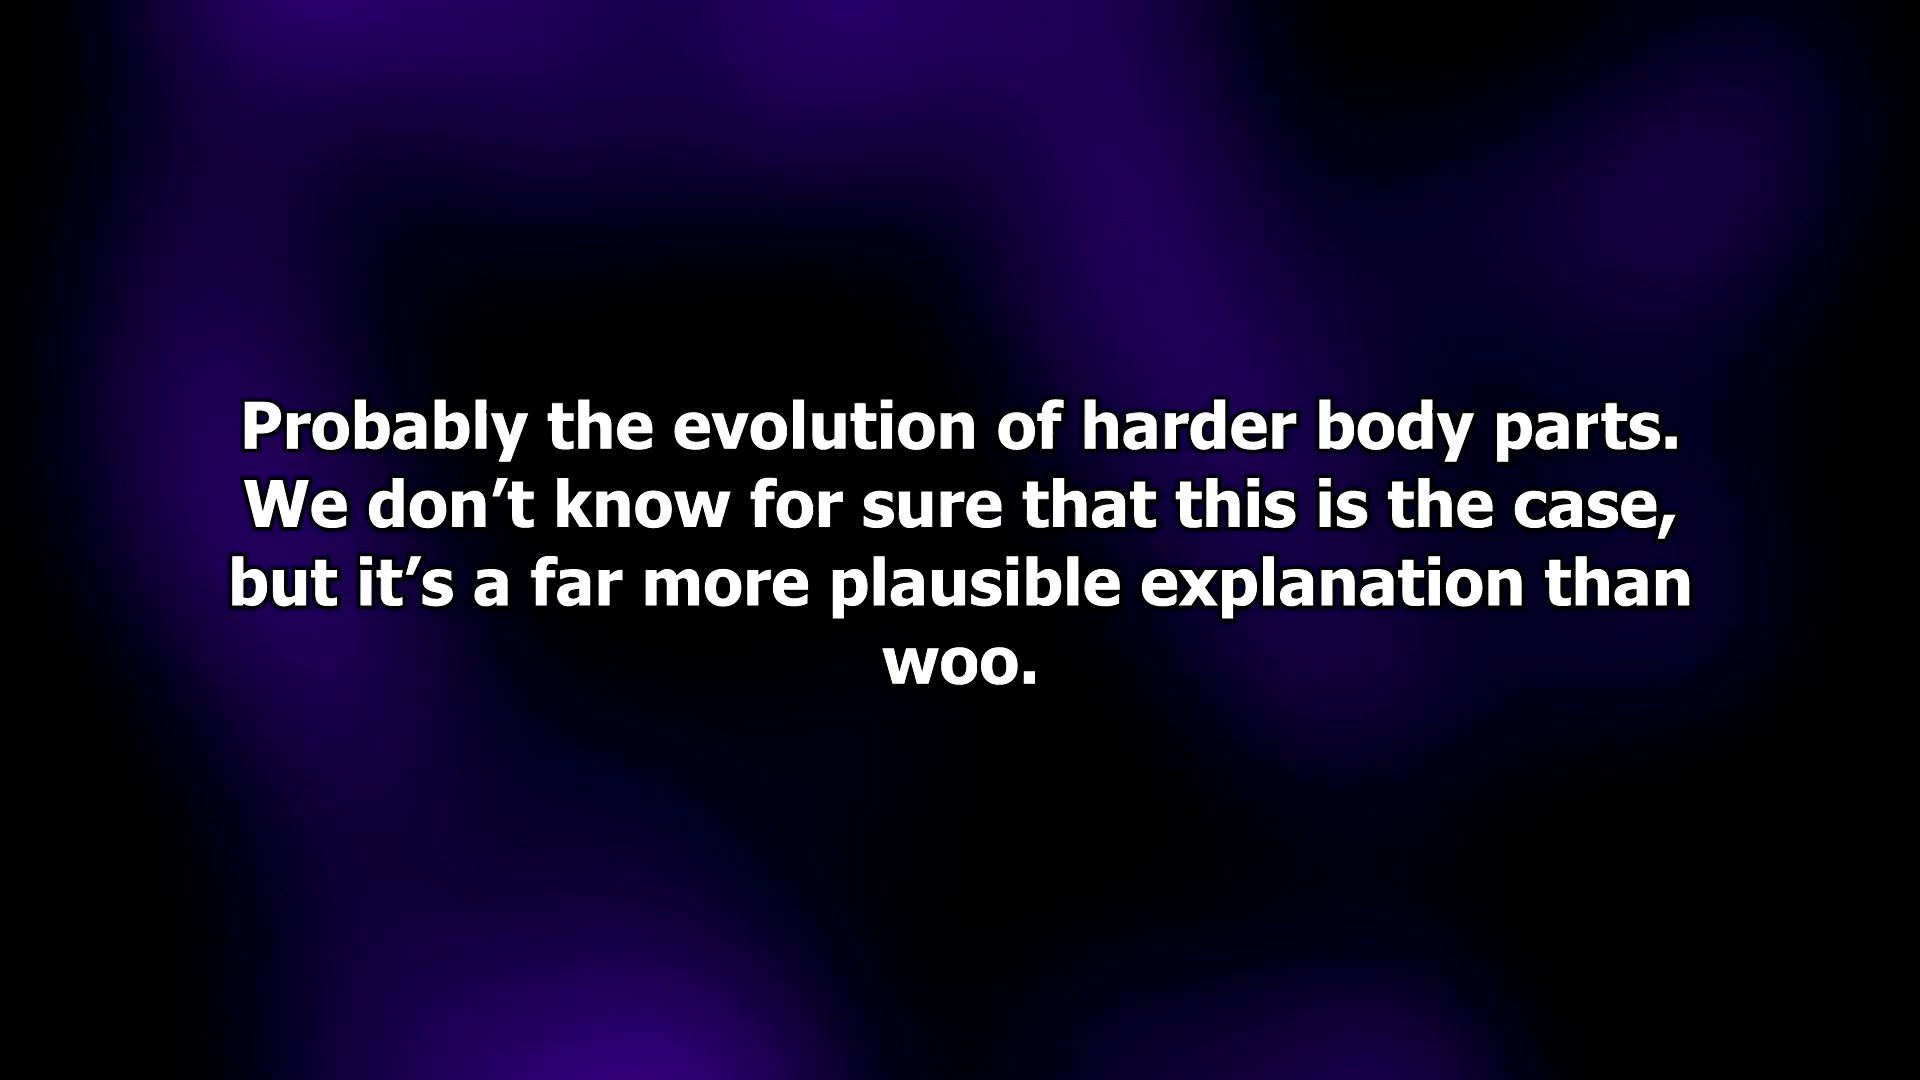 Probably the evolution of harder body parts.
We don’t know for sure that this is the case,
but it’s a far more plausible explanation than
woo.